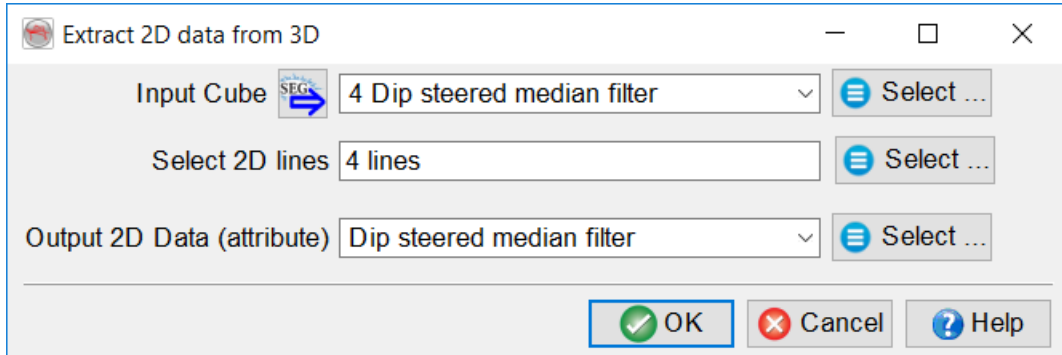 Extract 2D data from 3D
Input Cube SEG 4 Dip steered median filter Select ...
Select 2D lines 4 lines Select ...
Output 2D Data (attribute) Dip steered median filter Select ...
OK Cancel Help